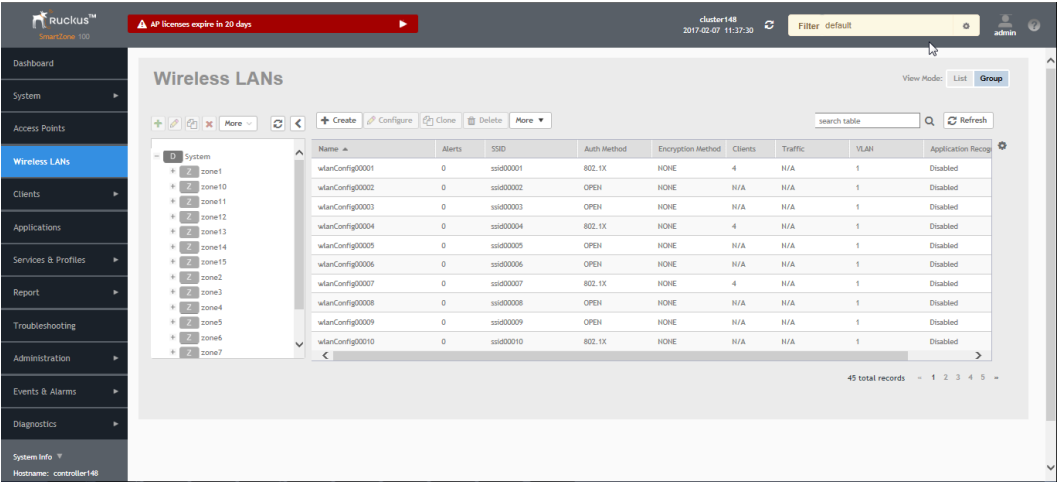 Ruckus™
SmartZone 100
AP licenses expire in 20 days
cluster148
2017-02-07 11:37:30
Filter default
admin
Dashboard
System
Access Points
Wireless LANs
Clients
Applications
Services & Profiles
Report
Troubleshooting
Administration
Events & Alarms
Diagnostics
System Info
Hostname: controller148
Wireless LANs
View Mode: List Group
More
+ Create Configure Clone Delete More
search table
Refresh
D System
Z zone1
Z zone10
Z zone11
Z zone12
Z zone13
Z zone14
Z zone15
Z zone2
Z zone3
Z zone4
Z zone5
Z zone6
Z zone7
Name Alerts SSID Auth Method Encryption Method Clients Traffic VLAN Application Recog
wlanConfig00001 0 ssid00001 802.1X NONE 4 N/A 1 Disabled
wlanConfig00002 0 ssid00002 OPEN NONE N/A N/A 1 Disabled
wlanConfig00003 0 ssid00003 OPEN NONE N/A N/A 1 Disabled
wlanConfig00004 0 ssid00004 802.1X NONE 4 N/A 1 Disabled
wlanConfig00005 0 ssid00005 OPEN NONE N/A N/A 1 Disabled
wlanConfig00006 0 ssid00006 OPEN NONE N/A N/A 1 Disabled
wlanConfig00007 0 ssid00007 802.1X NONE 4 N/A 1 Disabled
wlanConfig00008 0 ssid00008 OPEN NONE N/A N/A 1 Disabled
wlanConfig00009 0 ssid00009 OPEN NONE N/A N/A 1 Disabled
wlanConfig00010 0 ssid00010 802.1X NONE N/A N/A 1 Disabled
45 total records « 1 2 3 4 5 »